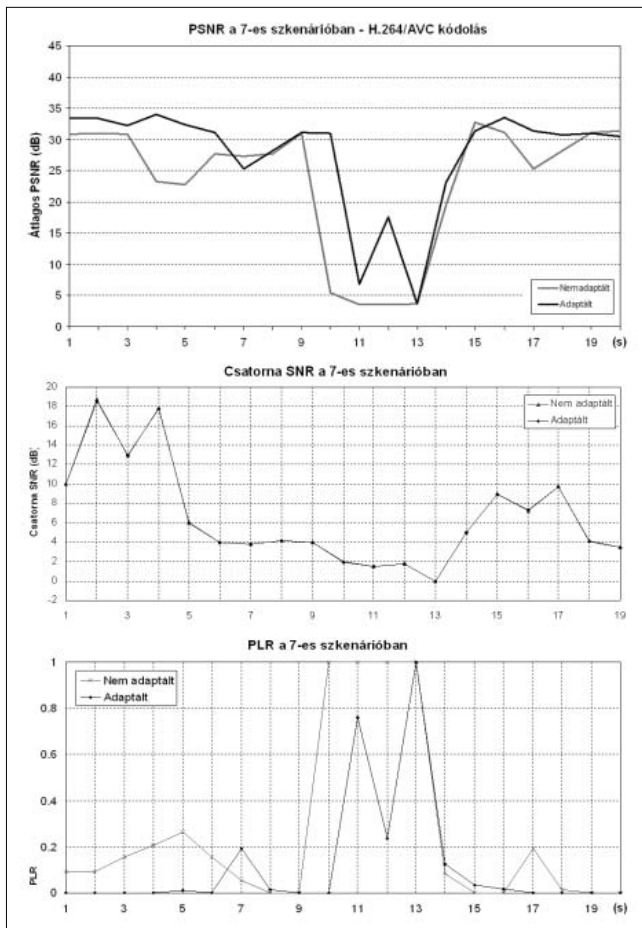 PSNR a 7-es szkenárióban - H.264/AVC kódolás
Átlagos PSNR (dB)
45
40
35
30
25
20
15
10
5
0
Nemadaptált
Adaptált
1 3 5 7 9 11 13 15 17 19 (s)
Csatorna SNR a 7-es szkenárióban
Csatorna SNR (dB)
20
18
16
14
12
10
8
6
4
2
0
-2
Nem adaptált
Adaptált
1 3 5 7 9 11 13 15 17 19
PLR a 7-es szkenárióban
PLR
1
0.8
0.6
0.4
0.2
0
Nem adaptált
Adaptált
1 3 5 7 9 11 13 15 17 19 (s)